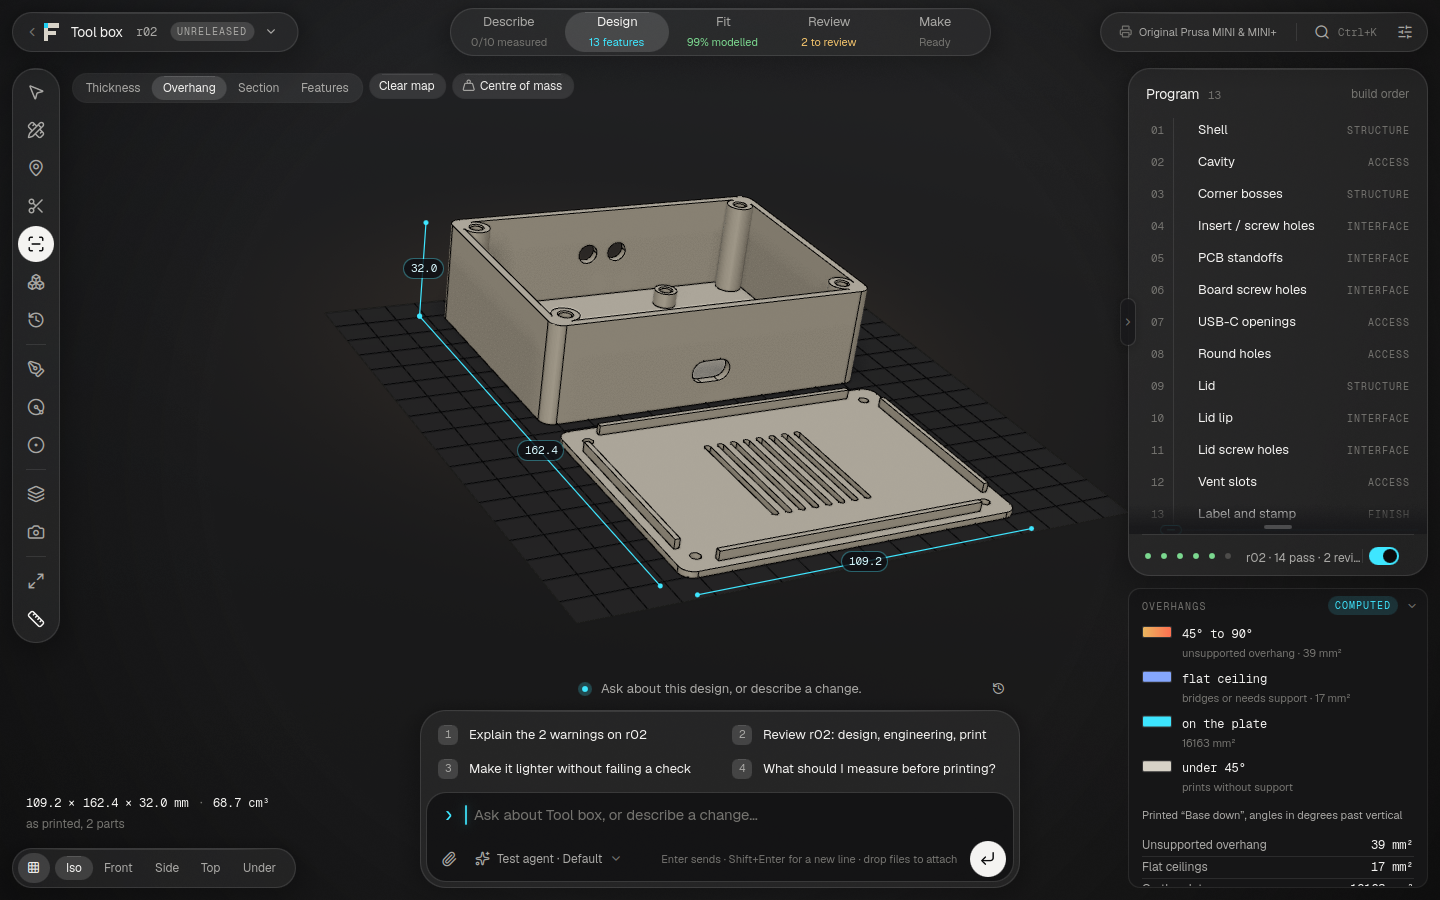 Tool box r02 UNRELEASED
Describe
0/10 measured
Design
13 features
Fit
99% modelled
Review
2 to review
Make
Ready
Original Prusa MINI & MINI+
Ctrl+K
Thickness
Overhang
Section
Features
Clear map
Centre of mass
Program 13 build order
01 Shell STRUCTURE
02 Cavity ACCESS
03 Corner bosses STRUCTURE
04 Insert / screw holes INTERFACE
05 PCB standoffs INTERFACE
06 Board screw holes INTERFACE
07 USB-C openings ACCESS
08 Round holes ACCESS
09 Lid STRUCTURE
10 Lid lip INTERFACE
11 Lid screw holes INTERFACE
12 Vent slots ACCESS
13 Label and stamp FINISH
r02 · 14 pass · 2 revi…
32.0
162.4
109.2
OVERHANGS COMPUTED
45° to 90°
unsupported overhang · 39 mm²
flat ceiling
bridges or needs support · 17 mm²
on the plate
16163 mm²
under 45°
prints without support
Printed “Base down”, angles in degrees past vertical
Unsupported overhang 39 mm²
Flat ceilings 17 mm²
Ask about this design, or describe a change.
1 Explain the 2 warnings on r02
2 Review r02: design, engineering, print
3 Make it lighter without failing a check
4 What should I measure before printing?
Ask about Tool box, or describe a change…
Test agent · Default
Enter sends · Shift+Enter for a new line · drop files to attach
109.2 × 162.4 × 32.0 mm · 68.7 cm³
as printed, 2 parts
Iso
Front
Side
Top
Under